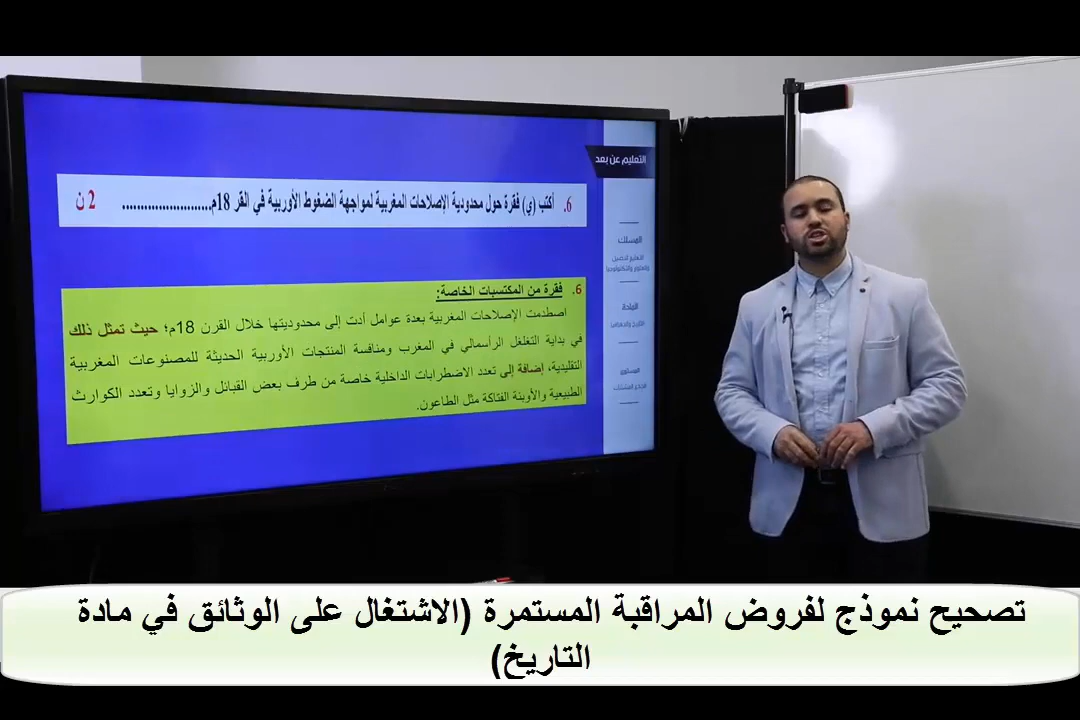 التعليم عن بعد
6. أكتب (ي) فقرة حول محدودية الإصلاحات المغربية لمواجهة الضغوط الأوربية في القر 18م....................... 2 ن
المسلك
المادة
المستوى
6. فقرة من المكتسبات الخاصة:
اصطدمت الإصلاحات المغربية بعدة عوامل أدت إلى محدوديتها خلال القرن 18م؛ حيث تمثل ذلك
في بداية التغلغل الرأسمالي في المغرب ومنافسة المنتجات الأوربية الحديثة للمصنوعات المغربية
التقليدية، إضافة إلى تعدد الاضطرابات الداخلية خاصة من طرف بعض القبائل والزوايا وتعدد الكوارث
الطبيعية والأوبئة الفتاكة مثل الطاعون.
تصحيح نموذج لفروض المراقبة المستمرة (الاشتغال على الوثائق في مادة
التاريخ)